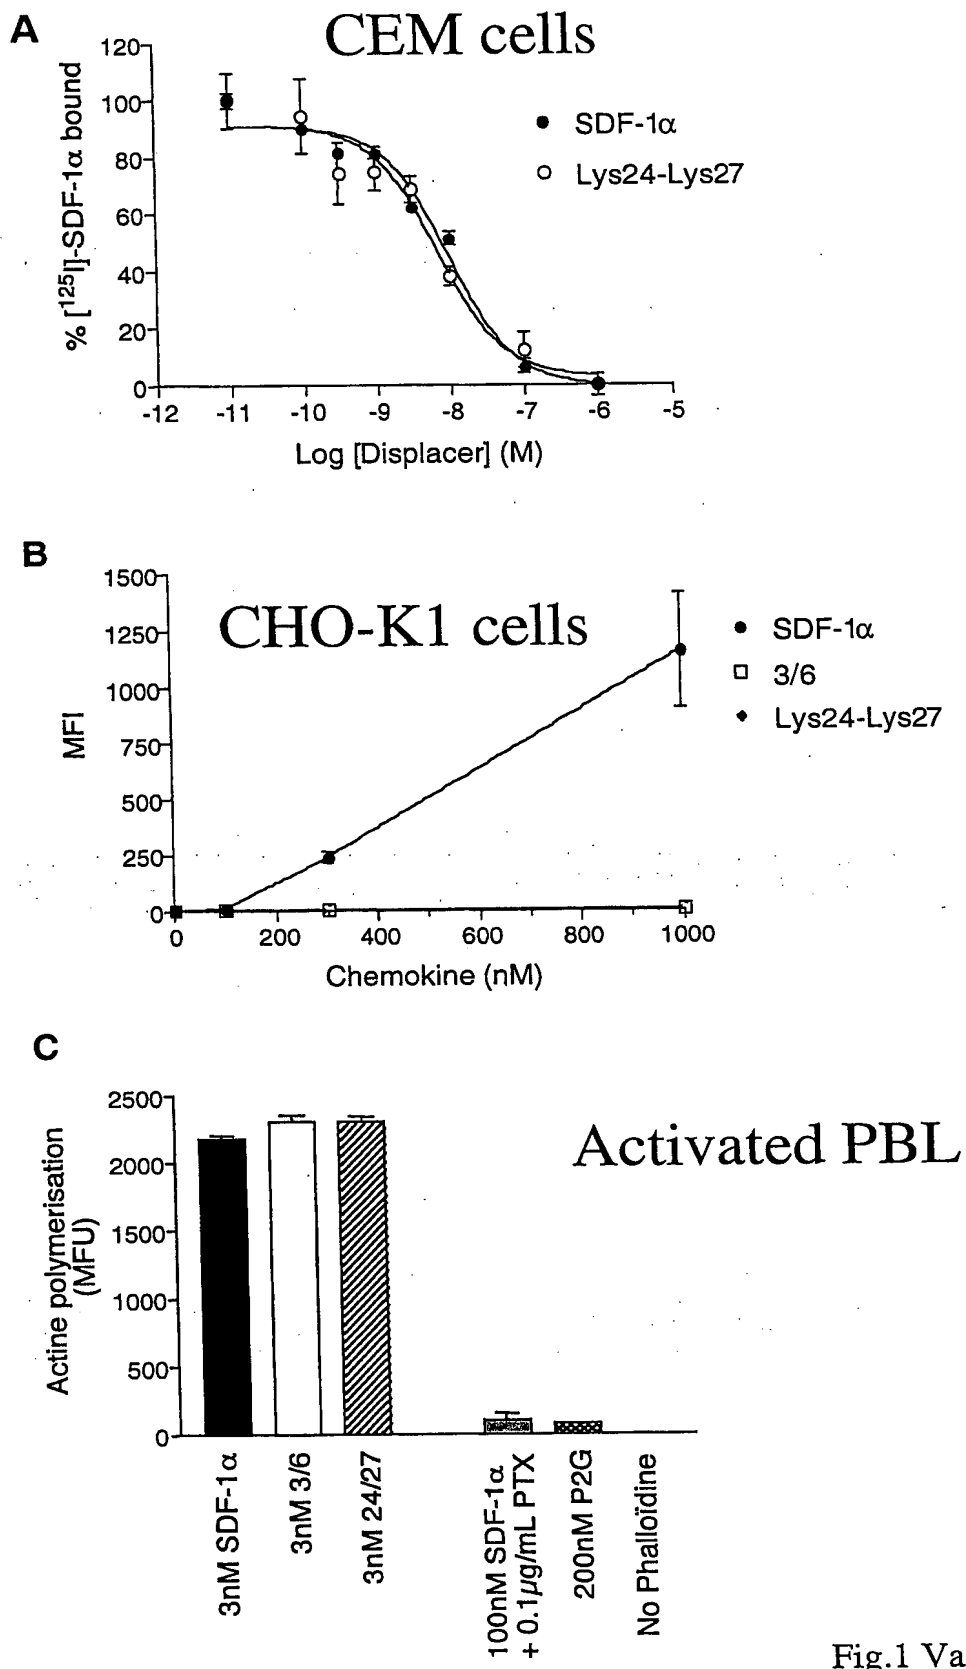 A
CEM cells
120
100
80
60
40
20
0
% [125I]-SDF-1α bound
SDF-1α
Lys24-Lys27
-12 -11 -10 -9 -8 -7 -6 -5
Log [Displacer] (M)
B
CHO-K1 cells
1500
1250
1000
750
500
250
0
MFI
SDF-1α
3/6
Lys24-Lys27
0 200 400 600 800 1000
Chemokine (nM)
C
Activated PBL
2500
2000
1500
1000
500
0
Actine polymerisation
(MFU)
3nM SDF-1α
3nM 3/6
3nM 24/27
100nM SDF-1α
+ 0.1µg/mL PTX
200nM P2G
No Phalloïdine
Fig.1 Va